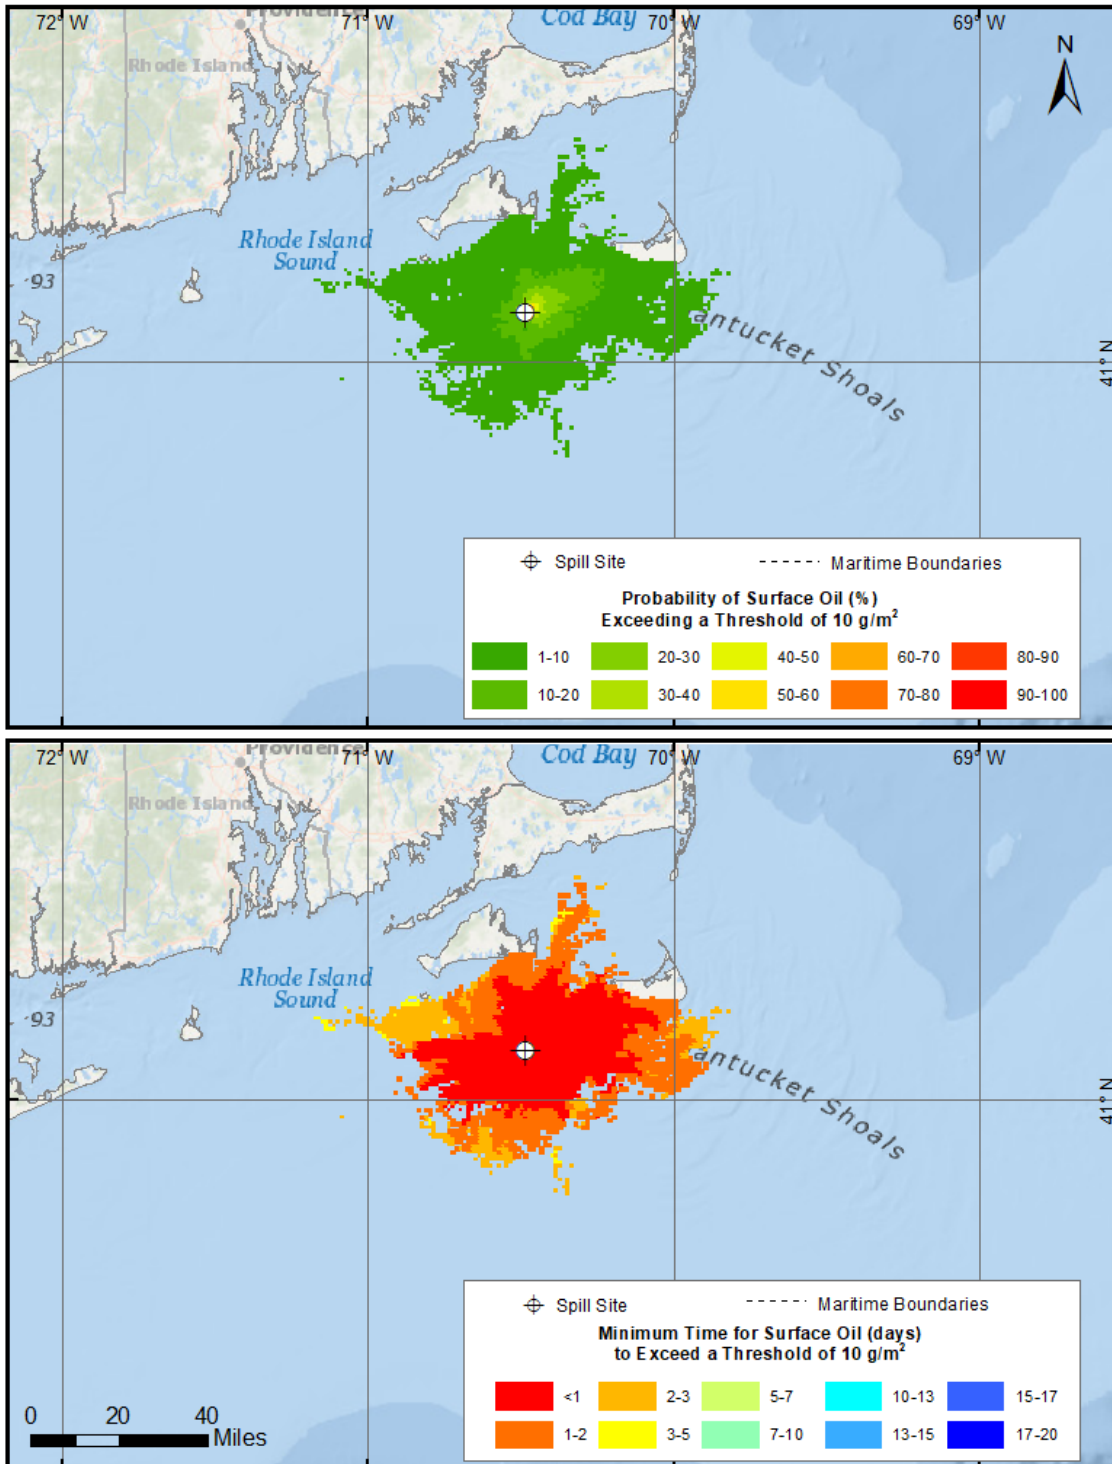 Providence
Cod Bay
72° W
71° W
70° W
69° W
Rhode Island
N
Rhode Island
Sound
93
antucket Shoals
41° N
Spill Site
Maritime Boundaries
Probability of Surface Oil (%)
Exceeding a Threshold of 10 g/m²
1-10
20-30
40-50
60-70
80-90
10-20
30-40
50-60
70-80
90-100
72° W
Providence
71° W
Cod Bay
70° W
69° W
Rhode Island
Rhode Island
Sound
93
antucket Shoals
41° N
Spill Site
Maritime Boundaries
Minimum Time for Surface Oil (days)
to Exceed a Threshold of 10 g/m²
<1
2-3
5-7
10-13
15-17
1-2
3-5
7-10
13-15
17-20
0 20 40
Miles